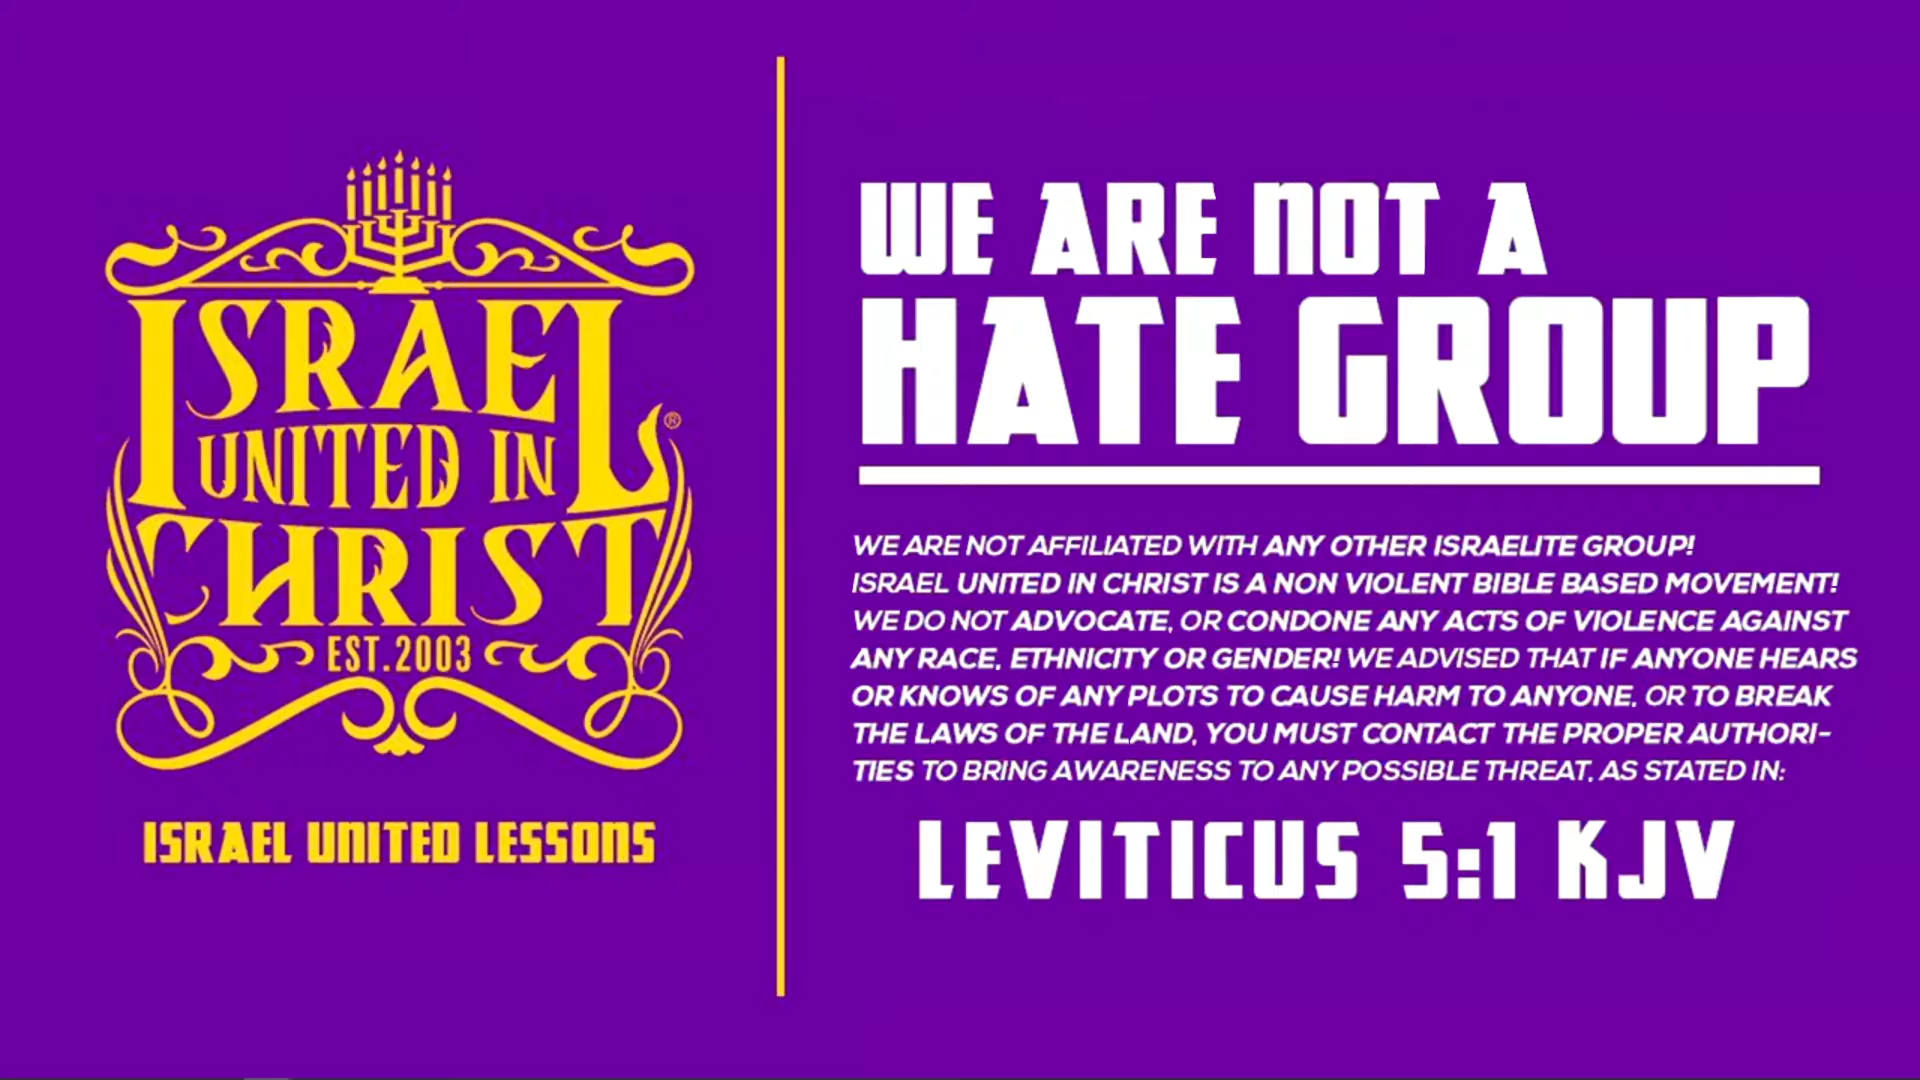 ISRAEL
UNITED IN
CHRIST®
EST.2003
ISRAEL UNITED LESSONS
WE ARE NOT A
HATE GROUP
WE ARE NOT AFFILIATED WITH ANY OTHER ISRAELITE GROUP!
ISRAEL UNITED IN CHRIST IS A NON VIOLENT BIBLE BASED MOVEMENT!
WE DO NOT ADVOCATE, OR CONDONE ANY ACTS OF VIOLENCE AGAINST
ANY RACE, ETHNICITY OR GENDER! WE ADVISED THAT IF ANYONE HEARS
OR KNOWS OF ANY PLOTS TO CAUSE HARM TO ANYONE, OR TO BREAK
THE LAWS OF THE LAND, YOU MUST CONTACT THE PROPER AUTHORI-
TIES TO BRING AWARENESS TO ANY POSSIBLE THREAT, AS STATED IN:
LEVITICUS 5:1 KJV